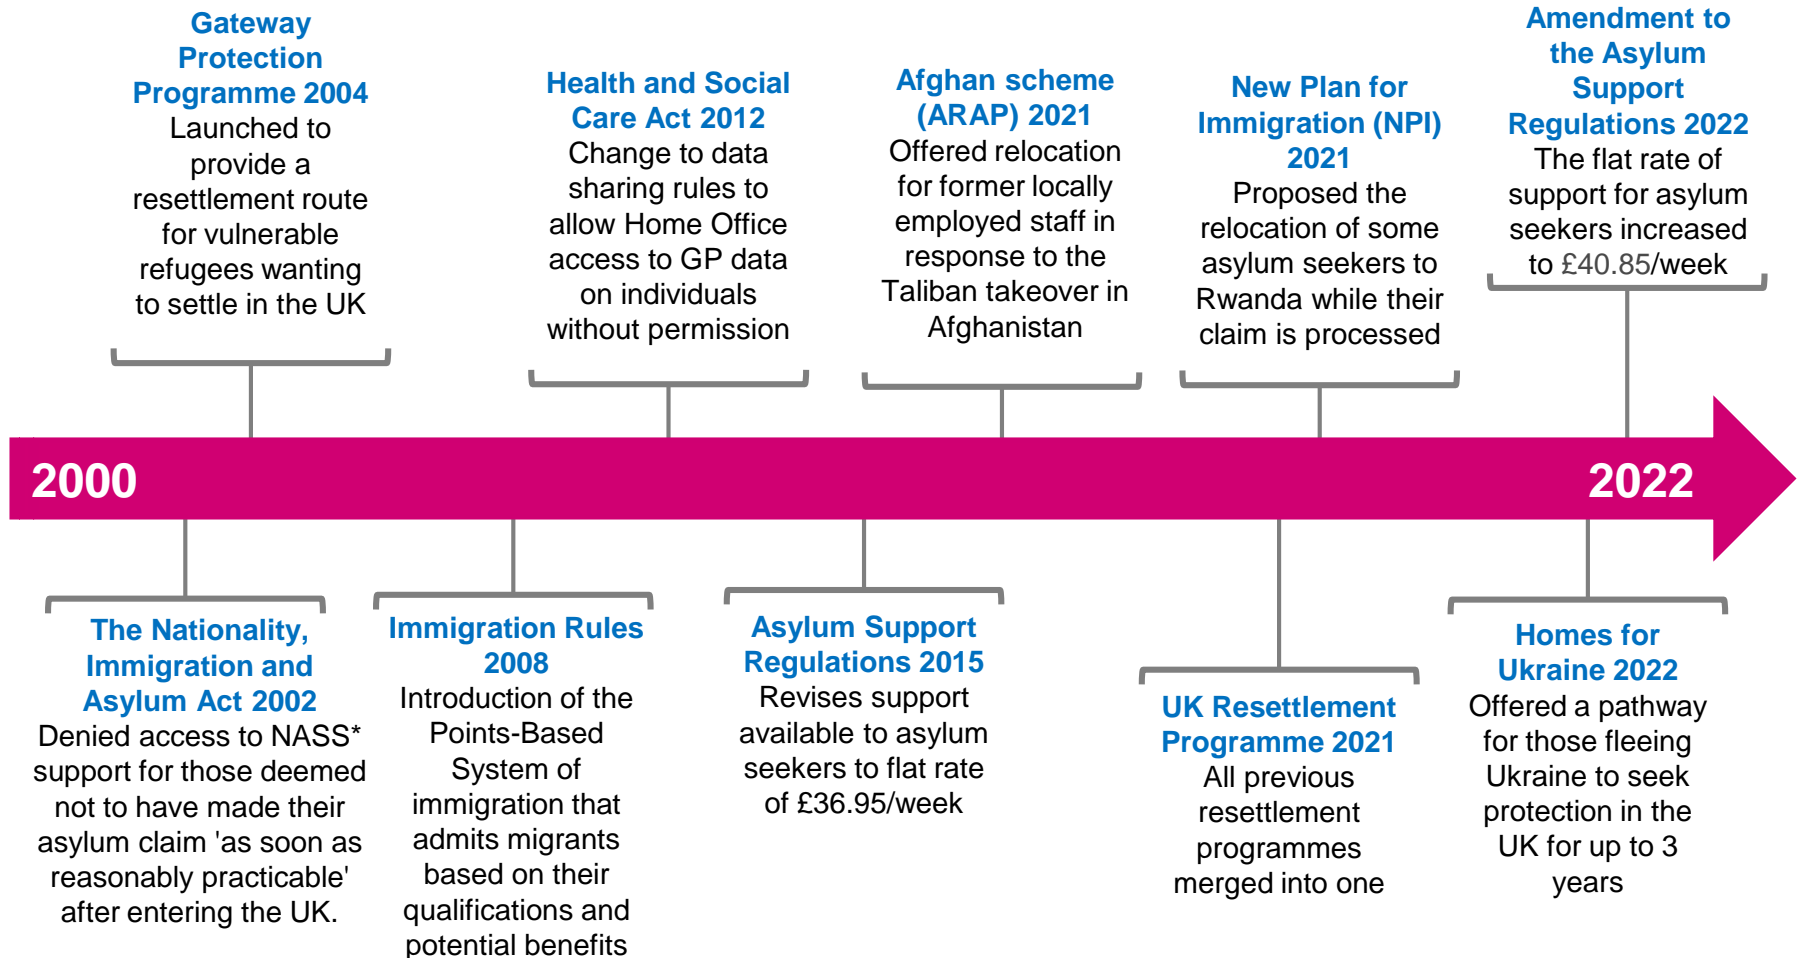 Gateway
Protection
Programme 2004
Launched to
provide a
resettlement route
for vulnerable
refugees wanting
to settle in the UK
Health and Social
Care Act 2012
Change to data
sharing rules to
allow Home Office
access to GP data
on individuals
without permission
Afghan scheme
(ARAP) 2021
Offered relocation
for former locally
employed staff in
response to the
Taliban takeover in
Afghanistan
New Plan for
Immigration (NPI)
2021
Proposed the
relocation of some
asylum seekers to
Rwanda while their
claim is processed
Amendment to
the Asylum
Support
Regulations 2022
The flat rate of
support for asylum
seekers increased
to £40.85/week
2000
2022
The Nationality,
Immigration and
Asylum Act 2002
Denied access to NASS*
support for those deemed
not to have made their
asylum claim 'as soon as
reasonably practicable'
after entering the UK.
Immigration Rules
2008
Introduction of the
Points-Based
System of
immigration that
admits migrants
based on their
qualifications and
potential benefits
Asylum Support
Regulations 2015
Revises support
available to asylum
seekers to flat rate
of £36.95/week
UK Resettlement
Programme 2021
All previous
resettlement
programmes
merged into one
Homes for
Ukraine 2022
Offered a pathway
for those fleeing
Ukraine to seek
protection in the
UK for up to 3
years